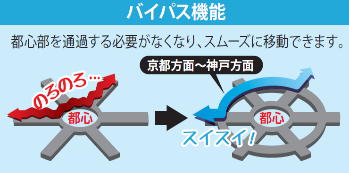 バイパス機能
都心部を通過する必要がなくなり、スムーズに移動できます。
のろのろ…
都心
京都方面〜神戸方面
都心
スイスイ!